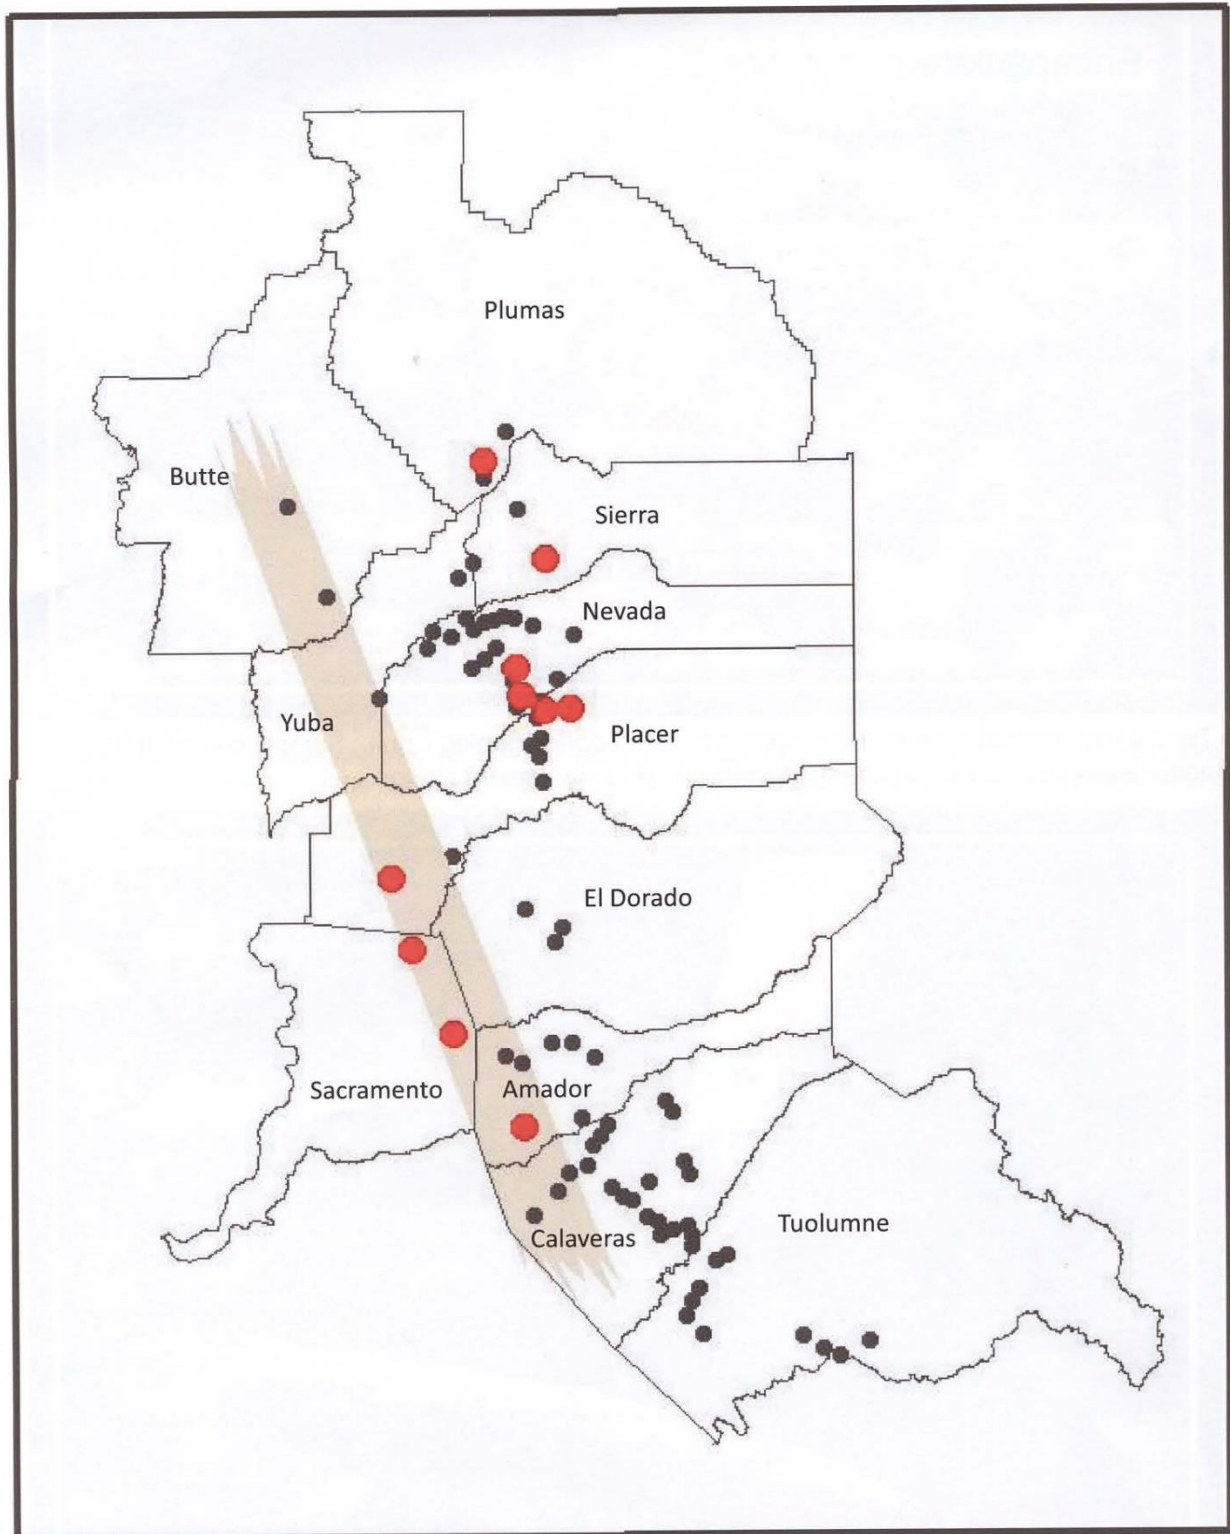 Plumas
Butte
Sierra
Nevada
Yuba
Placer
El Dorado
Sacramento
Amador
Tuolumne
Calaveras